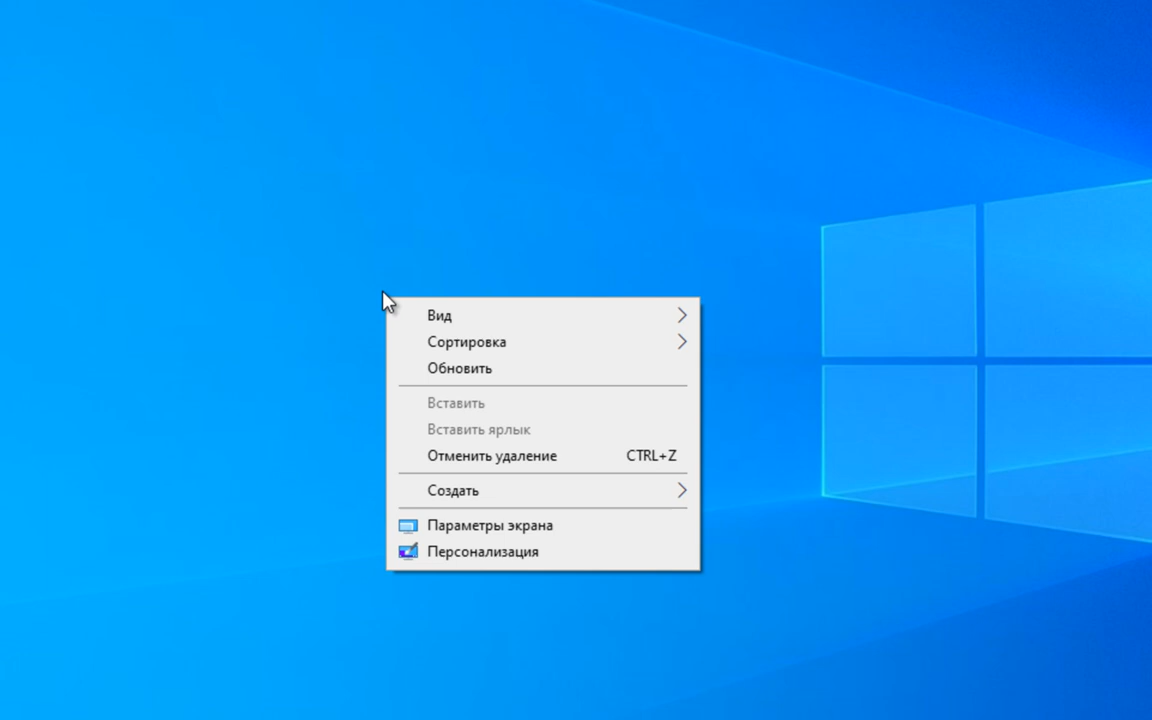 Вид
Сортировка
Обновить
Вставить
Вставить ярлык
Отменить удаление CTRL+Z
Создать
Параметры экрана
Персонализация